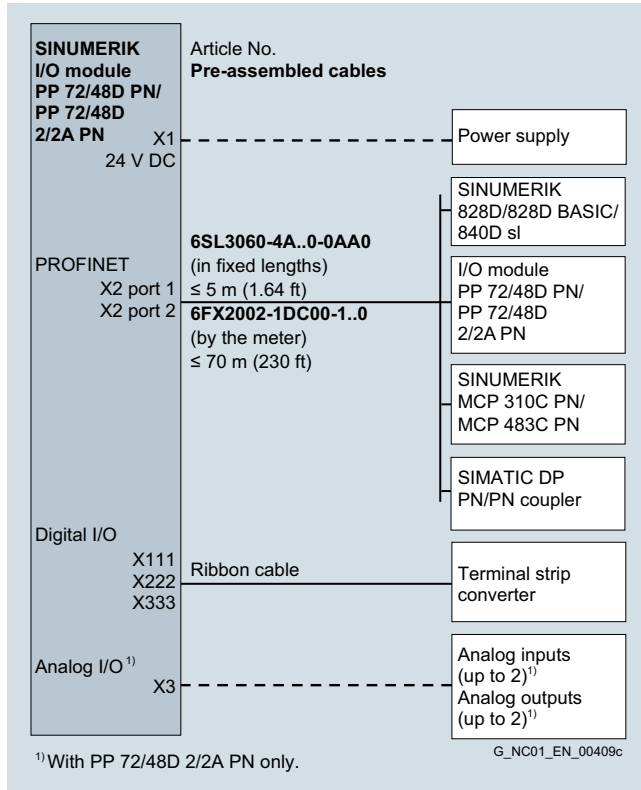 SINUMERIK
I/O module
PP 72/48D PN/
PP 72/48D
2/2A PN
X1
24 V DC
Article No.
Pre-assembled cables
Power supply
PROFINET
X2 port 1
X2 port 2
6SL3060-4A..0-0AA0
(in fixed lengths)
≤ 5 m (1.64 ft)
6FX2002-1DC00-1..0
(by the meter)
≤ 70 m (230 ft)
SINUMERIK
828D/828D BASIC/
840D sl
I/O module
PP 72/48D PN/
PP 72/48D
2/2A PN
SINUMERIK
MCP 310C PN/
MCP 483C PN
SIMATIC DP
PN/PN coupler
Digital I/O
X111
X222
X333
Ribbon cable
Terminal strip
converter
Analog I/O 1)
X3
Analog inputs
(up to 2)1)
Analog outputs
(up to 2)1)
1) With PP 72/48D 2/2A PN only.
G_NC01_EN_00409c